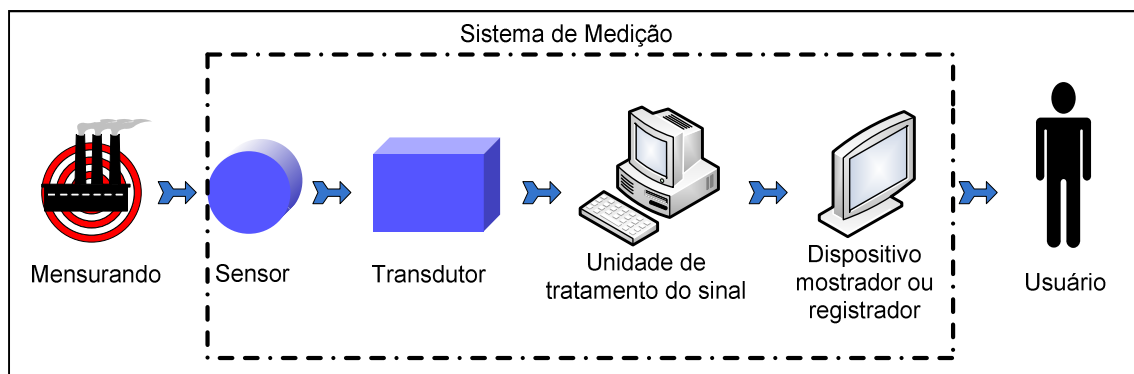 Sistema de Medição
Mensurando
Sensor
Transdutor
Unidade de
tratamento do sinal
Dispositivo
mostrador ou
registrador
Usuário